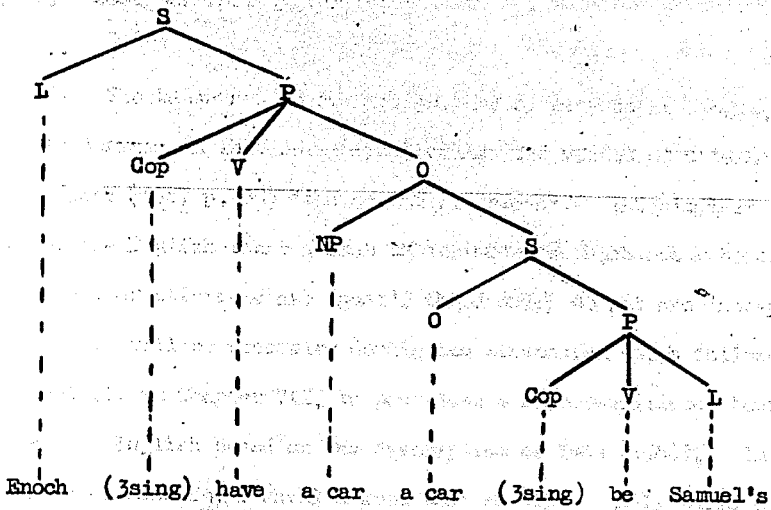 S
L P
Cop V O
NP S
O P
Cop V L
Enoch (3sing) have a car a car (3sing) be Samuel's